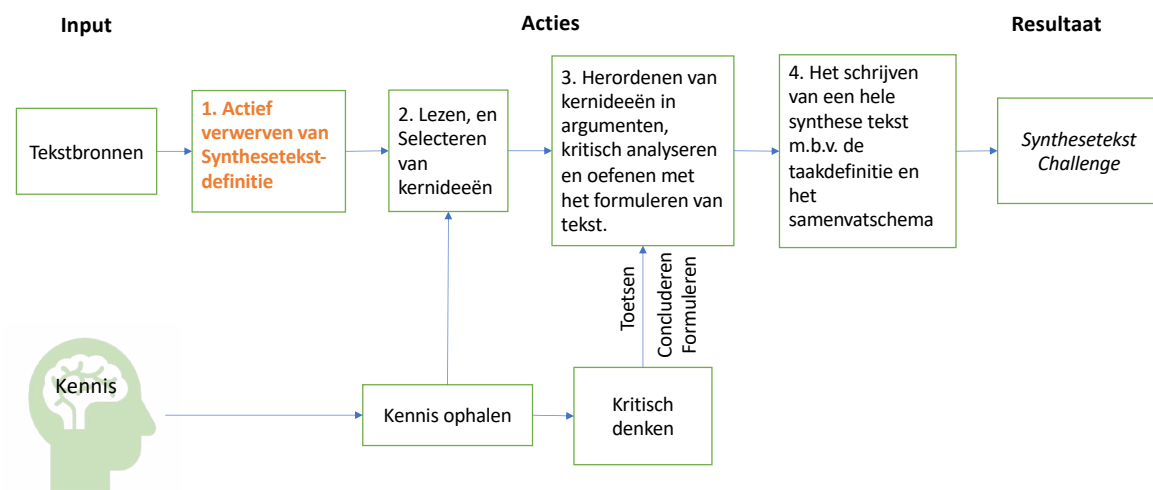 Input
Acties
Resultaat
Tekstbronnen
1. Actief
verwerven van
Synthesetekst-
definitie
2. Lezen, en
Selecteren
van
kernideeën
3. Herordenen van
kernideeën in
argumenten,
kritisch analyseren
en oefenen met
het formuleren van
tekst.
4. Het schrijven
van een hele
synthese tekst
m.b.v. de
taakdefinitie en
het
samenvatschema
Synthesetekst
Challenge
Toetsen
Concluderen
Formuleren
Kennis
Kennis ophalen
Kritisch
denken